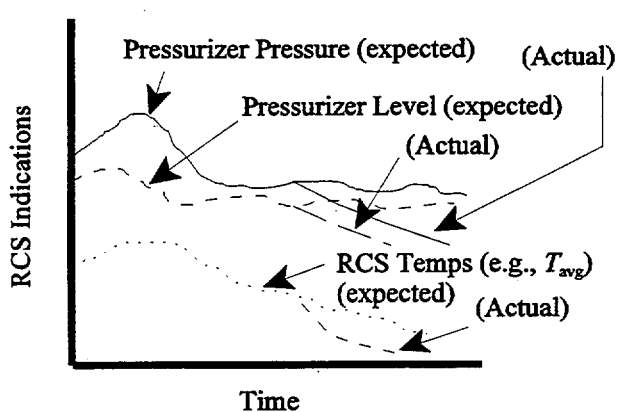 Pressurizer Pressure (expected)
(Actual)
Pressurizer Level (expected)
(Actual)
RCS Indications
RCS Temps (e.g., Tavg)
(expected)
(Actual)
Time